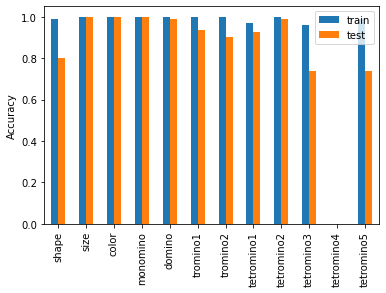 1.0
0.8
0.6
0.4
0.2
0.0
Accuracy
train
test
shape
size
color
monomino
domino
tromino1
tromino2
tetromino1
tetromino2
tetromino3
tetromino4
tetromino5